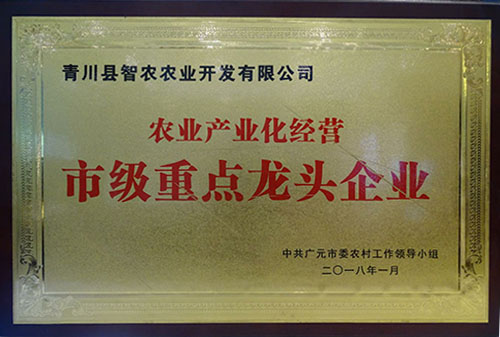 青川县智农农业开发有限公司
农业产业化经营
市级重点龙头企业
中共广元市委农村工作领导小组
二〇一八年一月